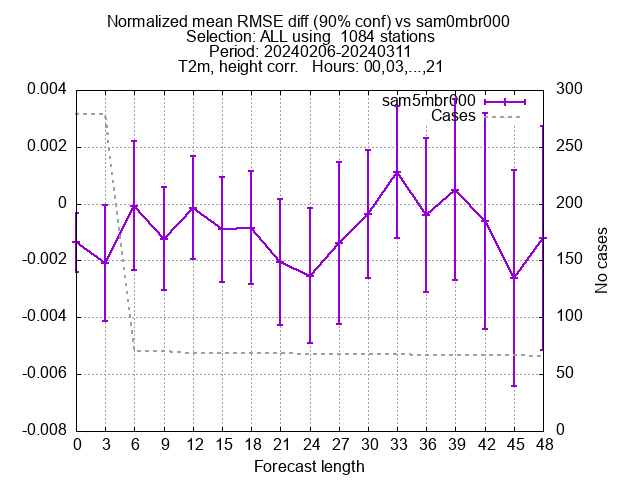 Normalized mean RMSE diff (90% conf) vs sam0mbr000
Selection: ALL using  1084 stations
Period: 20240206-20240311
T2m, height corr.   Hours: 00,03,...,21
0.004
0.002
0
-0.002
-0.004
-0.006
-0.008
sam5mbr000
Cases
300
250
200
150
100
50
0
No cases
0 3 6 9 12 15 18 21 24 27 30 33 36 39 42 45 48
Forecast length